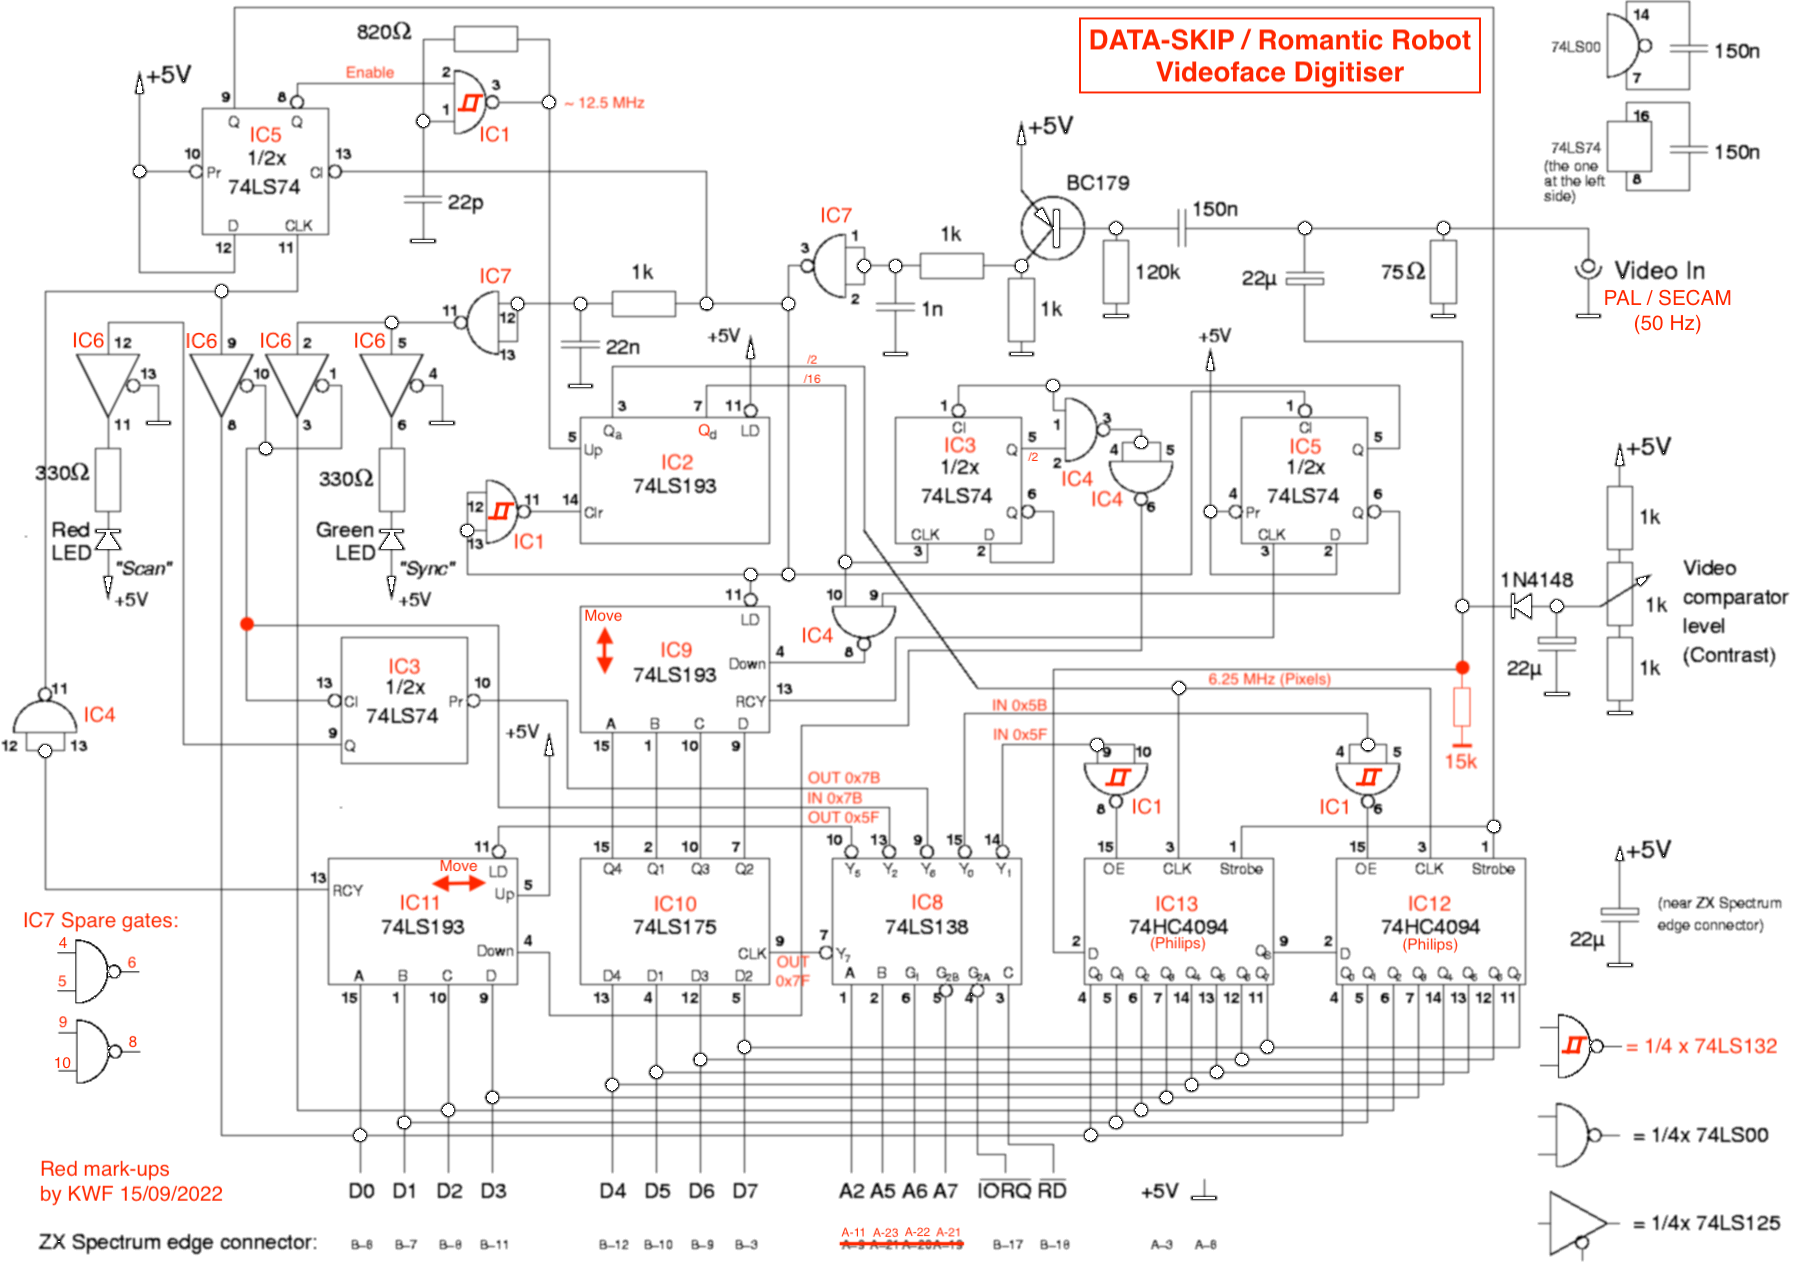 DATA-SKIP / Romantic Robot
Videoface Digitiser
820Ω
+5V
Enable
~ 12.5 MHz
IC5
1/2x
74LS74
Q
Q
Pr
Cl
D
CLK
9
8
10
13
12
11
2
1
3
IC1
22p
74LS00
14
7
150n
74LS74
(the one
at the left
side)
16
8
150n
+5V
BC179
150n
IC7
3
1
2
1k
1n
1k
120k
22µ
75Ω
Video In
PAL / SECAM
(50 Hz)
IC7
11
12
13
1k
22n
+5V
/2
/16
IC6
12
13
11
IC6
9
10
8
IC6
2
1
3
IC6
5
4
6
330Ω
Red
LED
"Scan"
+5V
330Ω
Green
LED
"Sync"
+5V
3
7
11
Qa
Qd
LD
5
Up
IC2
74LS193
14
Clr
12
13
11
IC1
1
Cl
IC3
1/2x
74LS74
Q
5
/2
Q
6
CLK
D
3
2
1
2
3
IC4
4
5
IC4
6
+5V
1
Cl
IC5
1/2x
74LS74
Q
5
4
Pr
Q
6
CLK
D
3
2
+5V
1k
1k
1k
1N4148
22µ
Video
comparator
level
(Contrast)
15k
11
LD
Move
IC9
74LS193
Down
4
RCY
13
A
B
C
D
15
1
10
9
10
9
IC4
8
6.25 MHz (Pixels)
IN 0x5B
IN 0x5F
13
Cl
IC3
1/2x
74LS74
Pr
10
9
Q
+5V
11
IC4
12
13
OUT 0x7B
IN 0x7B
OUT 0x5F
9
10
IC1
8
4
5
IC1
6
13
RCY
11
LD
Move
Up
5
IC11
74LS193
Down
4
A
B
C
D
15
1
10
9
15
2
10
7
Q4
Q1
Q3
Q2
IC10
74LS175
CLK
9
OUT
0x7F
D4
D1
D3
D2
13
4
12
5
10
13
9
15
14
Y5
Y2
Y6
Y0
Y1
IC8
74LS138
7
Y7
A
B
G1
G2B
G2A
C
1
2
6
5
4
3
15
3
1
OE
CLK
Strobe
IC13
74HC4094
(Philips)
2
D
Q8
9
Q0 Q1 Q2 Q3 Q4 Q5 Q6 Q7
4 5 6 7 14 13 12 11
15
3
1
OE
CLK
Strobe
IC12
74HC4094
(Philips)
2
D
Q0 Q1 Q2 Q3 Q4 Q5 Q6 Q7
4 5 6 7 14 13 12 11
+5V
22µ
(near ZX Spectrum
edge connector)
IC7 Spare gates:
4
5
6
9
10
8
= 1/4 x 74LS132
= 1/4x 74LS00
= 1/4x 74LS125
Red mark-ups
by KWF 15/09/2022
D0 D1 D2 D3 D4 D5 D6 D7 A2 A5 A6 A7 IORQ RD +5V
A-11 A-23 A-22 A-21
ZX Spectrum edge connector: B-6 B-7 B-8 B-11 B-12 B-10 B-9 B-3 A-9 A-21 A-20 A-19 B-17 B-18 A-3 A-6